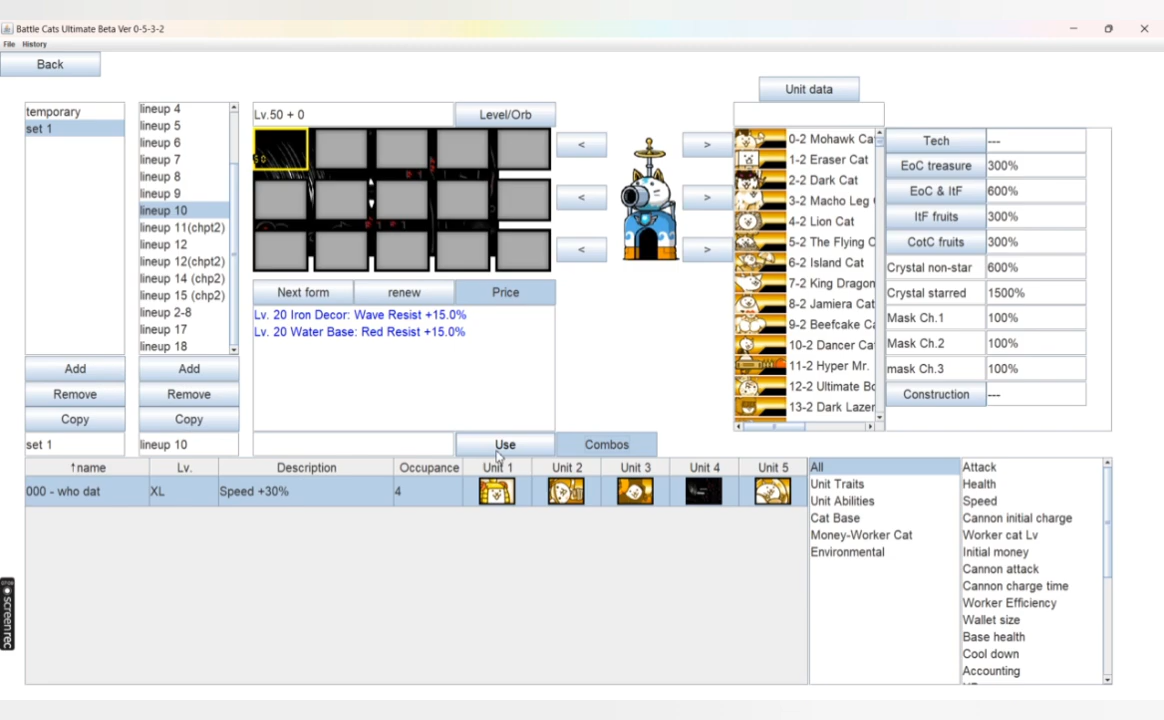 Battle Cats Ultimate Beta Ver 0-5-3-2
File History
Back
Unit data
temporary
set 1
lineup 4
lineup 5
lineup 6
lineup 7
lineup 8
lineup 9
lineup 10
lineup 11(chpt2)
lineup 12
lineup 12(chpt2)
lineup 14 (chp2)
lineup 15 (chp2)
lineup 2-8
lineup 17
lineup 18
Add
Remove
Copy
set 1
Add
Remove
Copy
lineup 10
Lv.50 + 0
Level/Orb
50
<
>
<
>
<
>
Next form
renew
Price
Lv. 20 Iron Decor: Wave Resist +15.0%
Lv. 20 Water Base: Red Resist +15.0%
Use
Combos
0-2 Mohawk Ca
1-2 Eraser Cat
2-2 Dark Cat
3-2 Macho Leg
4-2 Lion Cat
5-2 The Flying C
6-2 Island Cat
7-2 King Dragon
8-2 Jamiera Cat
9-2 Beefcake Ca
10-2 Dancer Ca
11-2 Hyper Mr.
12-2 Ultimate Bo
13-2 Dark Lazer
Tech ---
EoC treasure 300%
EoC & ItF 600%
ItF fruits 300%
CotC fruits 300%
Crystal non-star 600%
Crystal starred 1500%
Mask Ch.1 100%
Mask Ch.2 100%
mask Ch.3 100%
Construction ---
↑name Lv. Description Occupance Unit 1 Unit 2 Unit 3 Unit 4 Unit 5
000 - who dat XL Speed +30% 4
All
Unit Traits
Unit Abilities
Cat Base
Money-Worker Cat
Environmental
Attack
Health
Speed
Cannon initial charge
Worker cat Lv
Initial money
Cannon attack
Cannon charge time
Worker Efficiency
Wallet size
Base health
Cool down
Accounting
screenrec